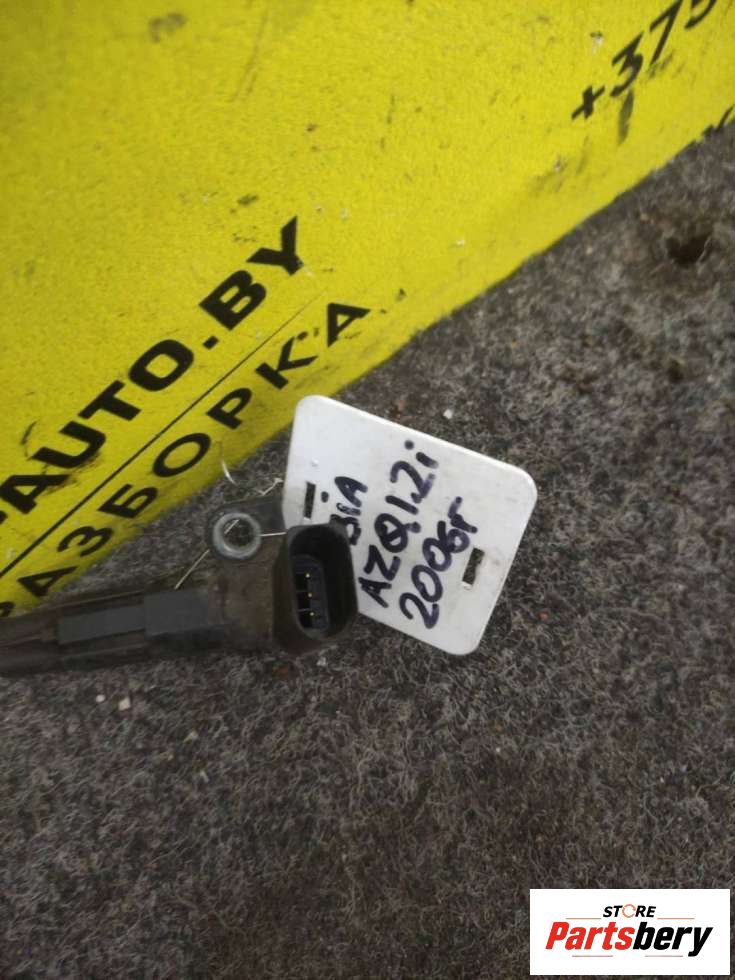 +375
AUTO.BY
РАЗБОРКА
AZQ 1.2i
2006г
STORE
Partsbery